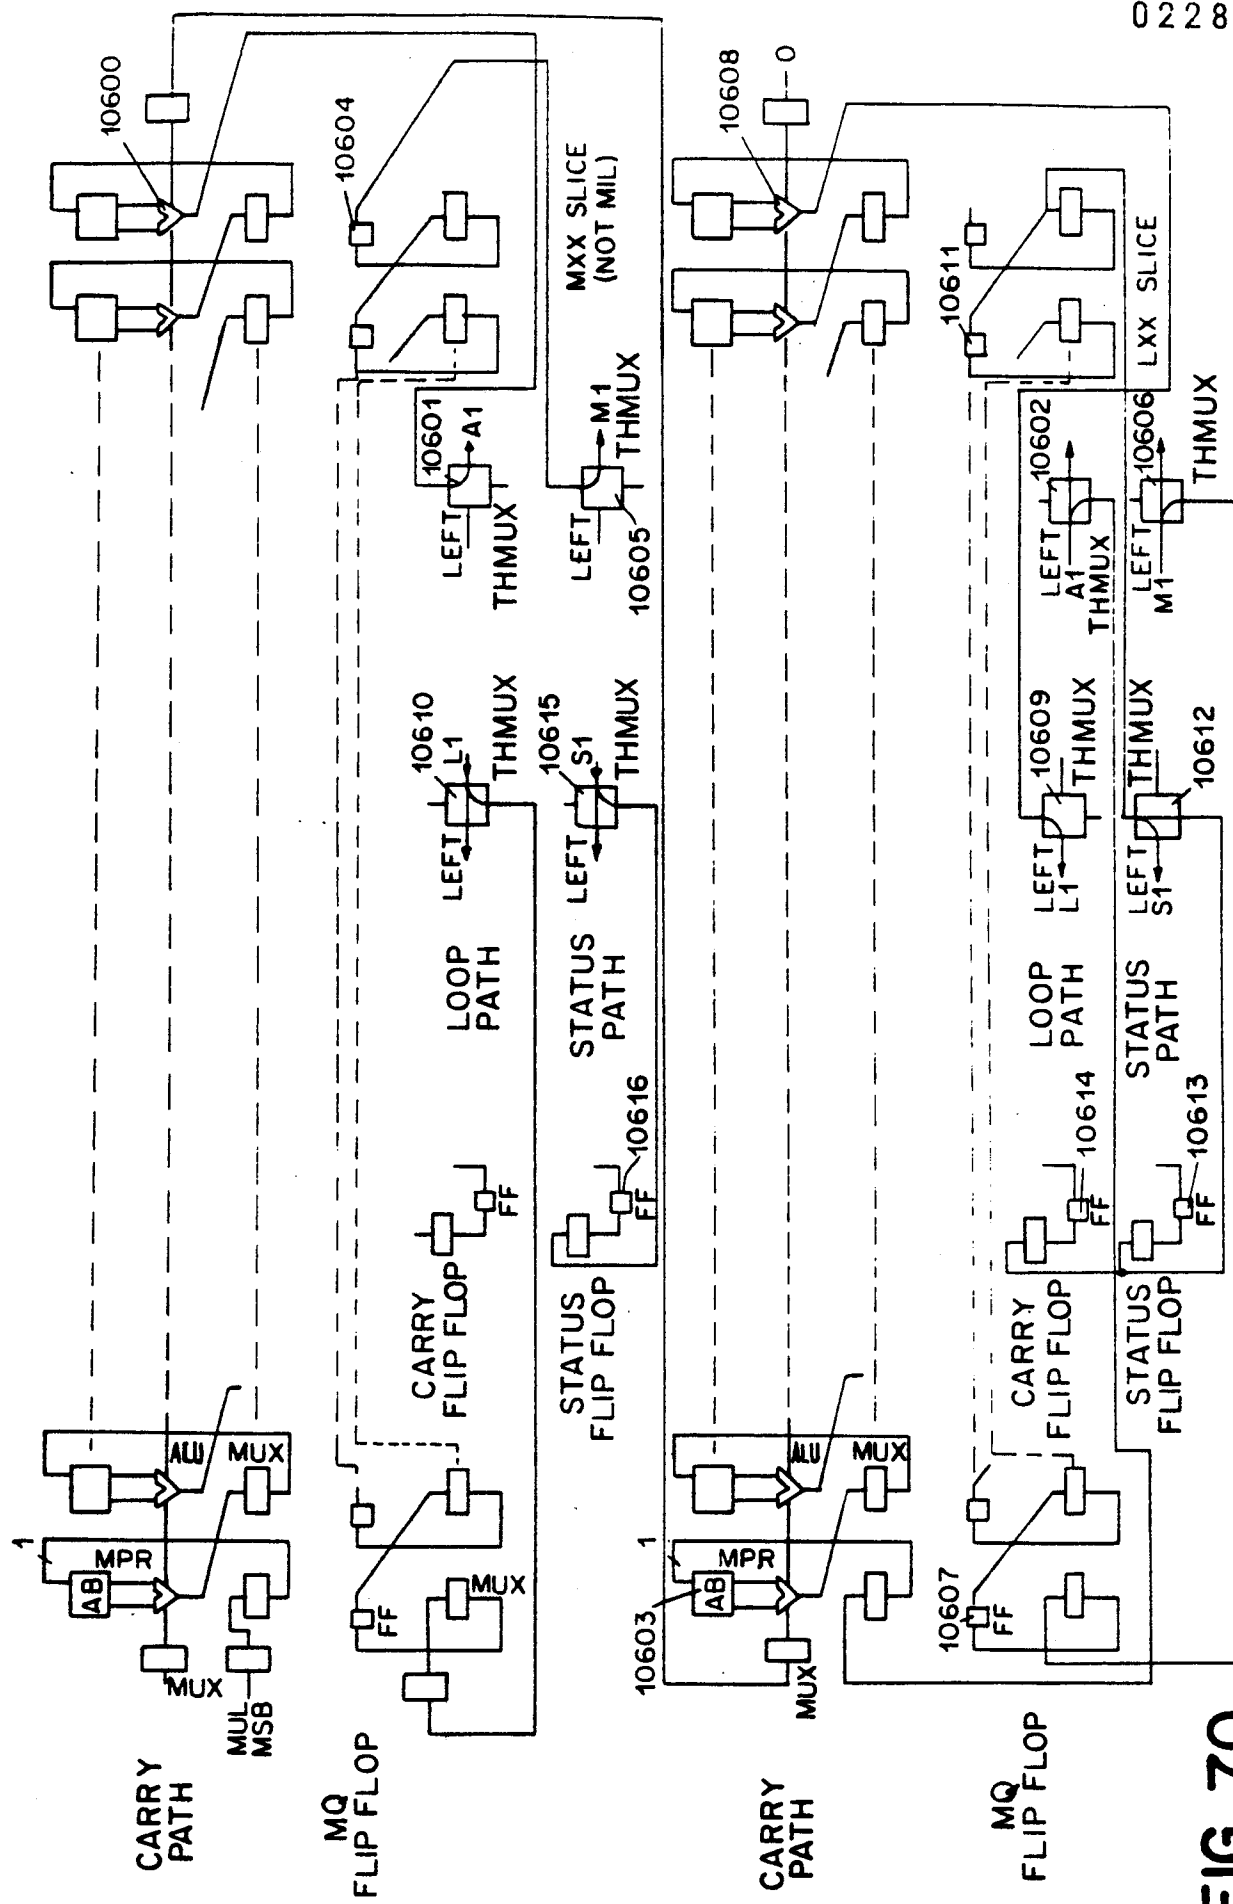 0228
CARRY
PATH
MUX
MUL
MSB
1
MPR
AB
ALU
MUX
10600
MQ
FLIP FLOP
FF
MUX
10604
CARRY
FLIP FLOP
FF
LOOP
PATH
LEFT
10610
L1
THMUX
LEFT
THMUX
10601
A1
STATUS
FLIP FLOP
FF
10616
STATUS
PATH
LEFT
10615
S1
THMUX
LEFT
10605
M1
THMUX
MXX SLICE
(NOT MIL)
CARRY
PATH
MUX
10603
1
MPR
AB
ALU
MUX
10608
0
MQ
FLIP FLOP
10607
FF
10611
CARRY
FLIP FLOP
FF
10614
LOOP
PATH
LEFT
L1
10609
THMUX
LEFT
A1
THMUX
10602
STATUS
FLIP FLOP
FF
10613
STATUS
PATH
LEFT
S1
THMUX
10612
LEFT
M1
10606
THMUX
LXX SLICE